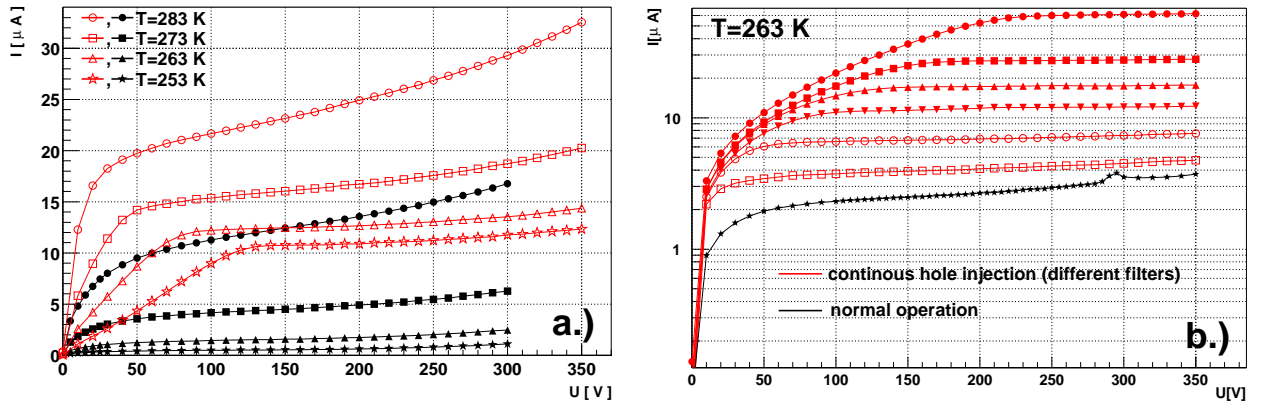 I [ μ A ]
30
25
20
15
10
5
0
, T=283 K
, T=273 K
, T=263 K
, T=253 K
a.)
0 50 100 150 200 250 300 350
U [ V ]
I[ μ A]
10
1
T=263 K
continous hole injection (different filters)
normal operation
b.)
0 50 100 150 200 250 300 350
U[V]